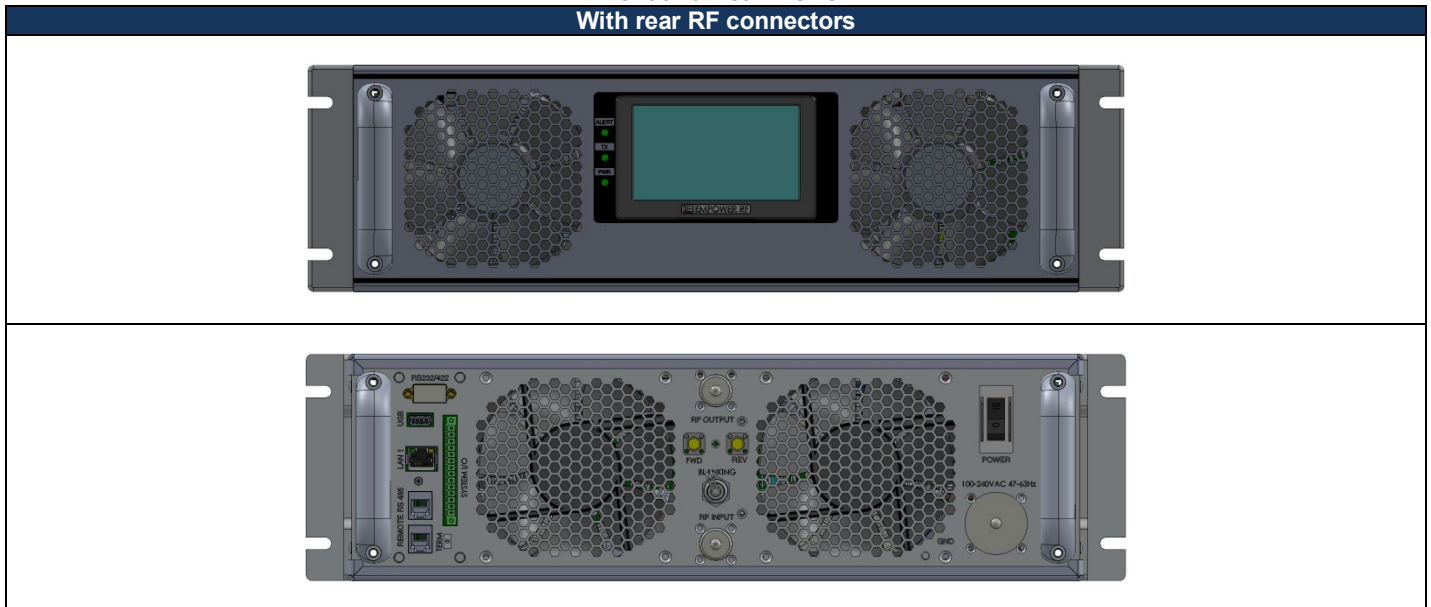 With rear RF connectors
ALERT
TX
PWR
EMPOWER RF
RS232/422
USB
LAN 1
REMOTE RS 485
TERM
SYSTEM I/O
RF OUTPUT
FWD
REV
BLANKING
RF INPUT
POWER
100-240VAC 47-63Hz
GND